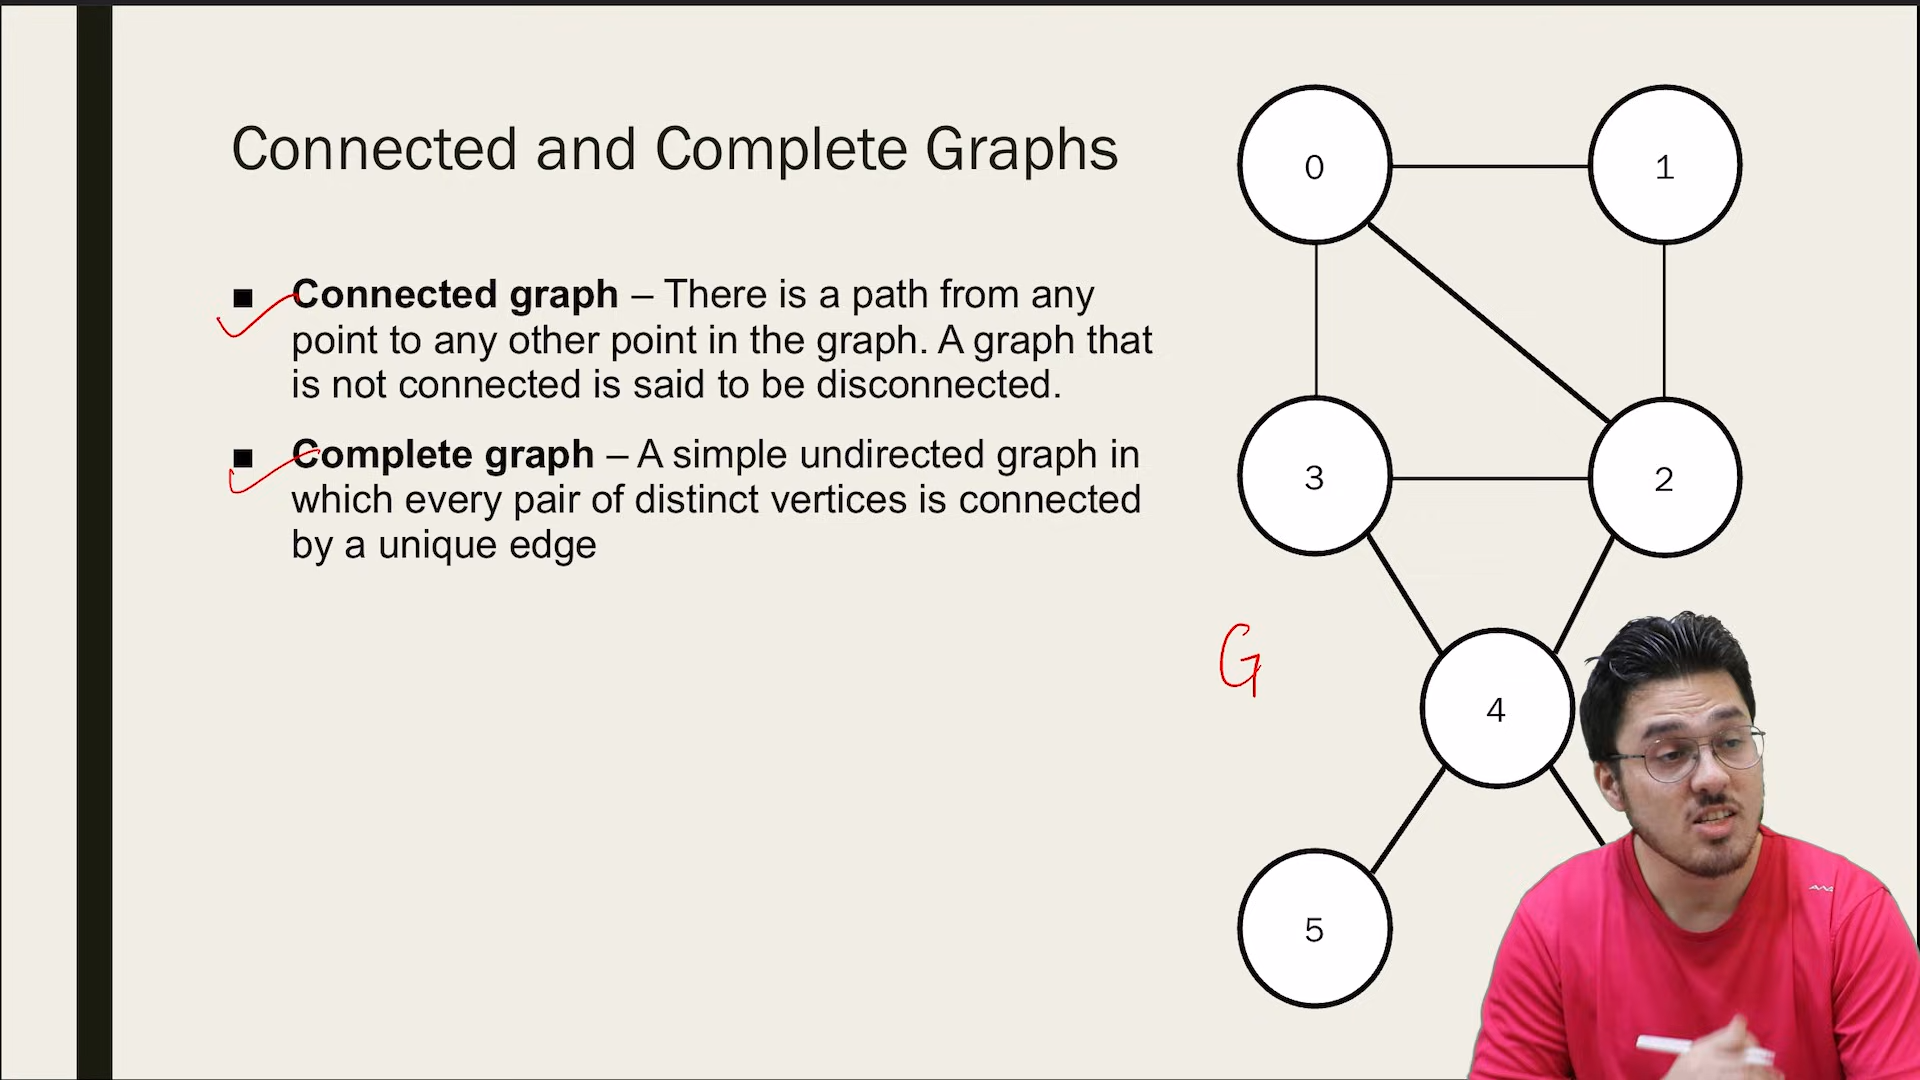 Connected and Complete Graphs
■ Connected graph – There is a path from any
point to any other point in the graph. A graph that
is not connected is said to be disconnected.
■ Complete graph – A simple undirected graph in
which every pair of distinct vertices is connected
by a unique edge
0
1
3
2
G
4
5